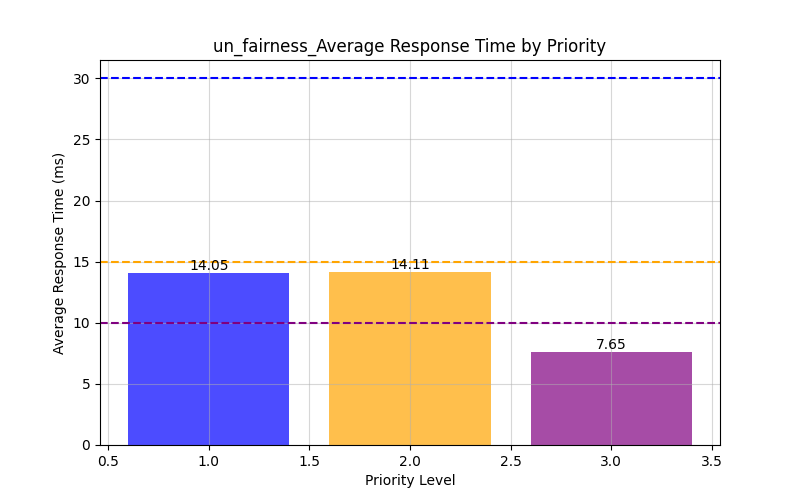 un_fairness_Average Response Time by Priority
Average Response Time (ms)
30
25
20
15
10
5
0
14.05
14.11
7.65
0.5 1.0 1.5 2.0 2.5 3.0 3.5
Priority Level